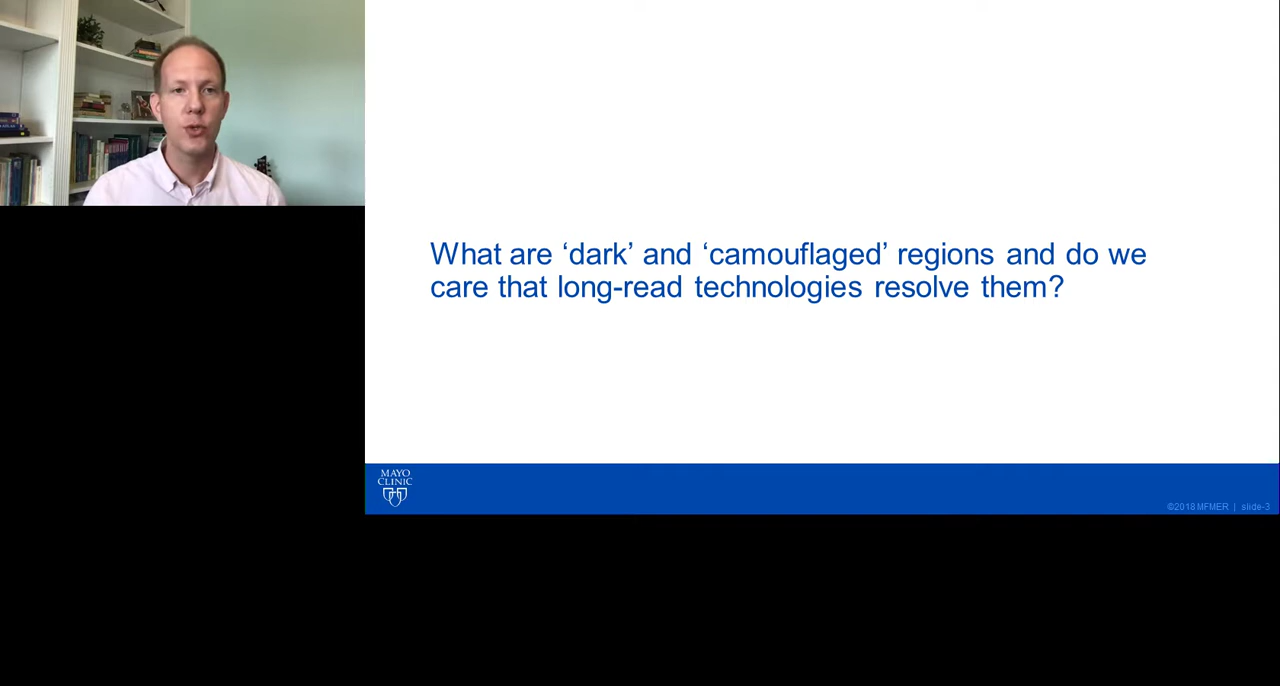 What are ‘dark’ and ‘camouflaged’ regions and do we
care that long-read technologies resolve them?
MAYO
CLINIC
©2018 MFMER | slide-3